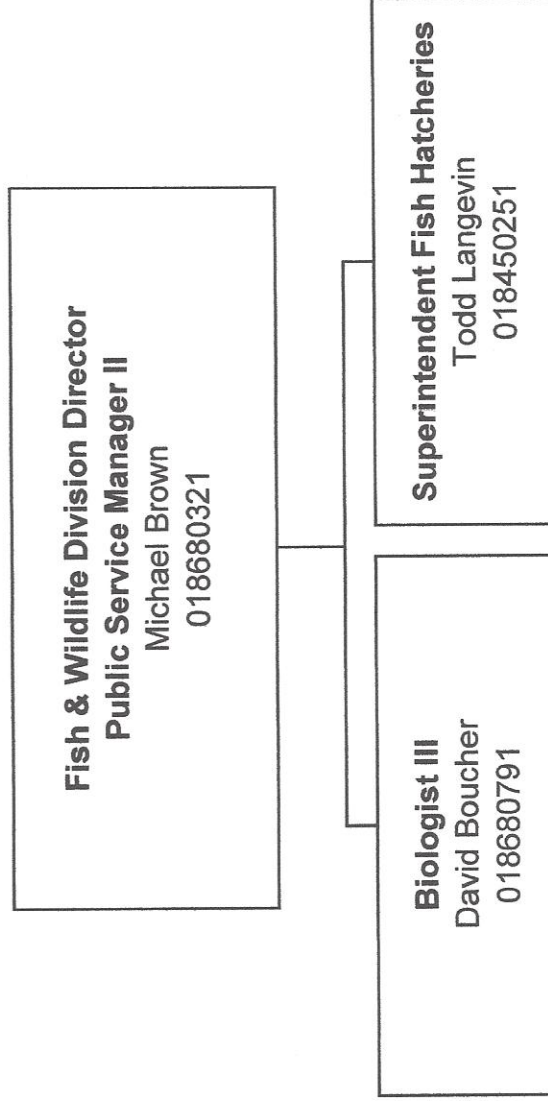 Fish & Wildlife Division Director
Public Service Manager II
Michael Brown
018680321
Biologist III
David Boucher
018680791
Superintendent Fish Hatcheries
Todd Langevin
018450251